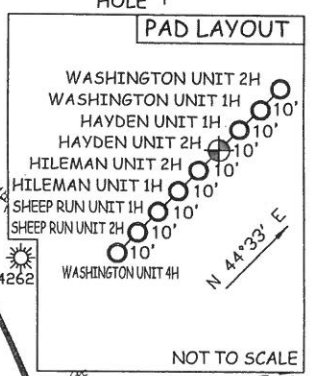 HOLE
PAD LAYOUT
WASHINGTON UNIT 2H
WASHINGTON UNIT 1H
10'
HAYDEN UNIT 1H
10'
HAYDEN UNIT 2H
10'
HILEMAN UNIT 2H
10'
HILEMAN UNIT 1H
10'
SHEEP RUN UNIT 1H
10'
SHEEP RUN UNIT 2H
10'
10'
WASHINGTON UNIT 4H
4262
N 44°33' E
NOT TO SCALE